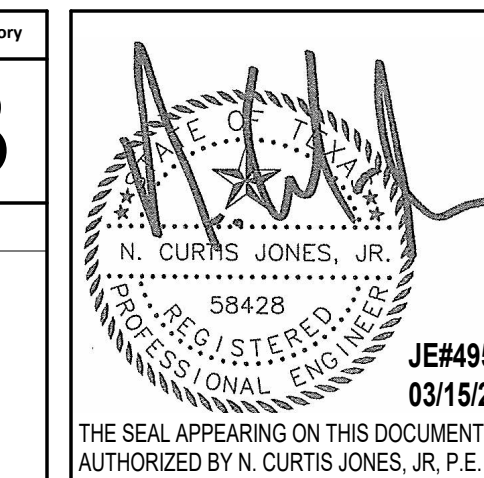 ory
STATE OF TEXAS
N. CURTIS JONES, JR.
58428
REGISTERED
PROFESSIONAL ENGINEER
JE#495
03/15/2
THE SEAL APPEARING ON THIS DOCUMENT
AUTHORIZED BY N. CURTIS JONES, JR, P.E.